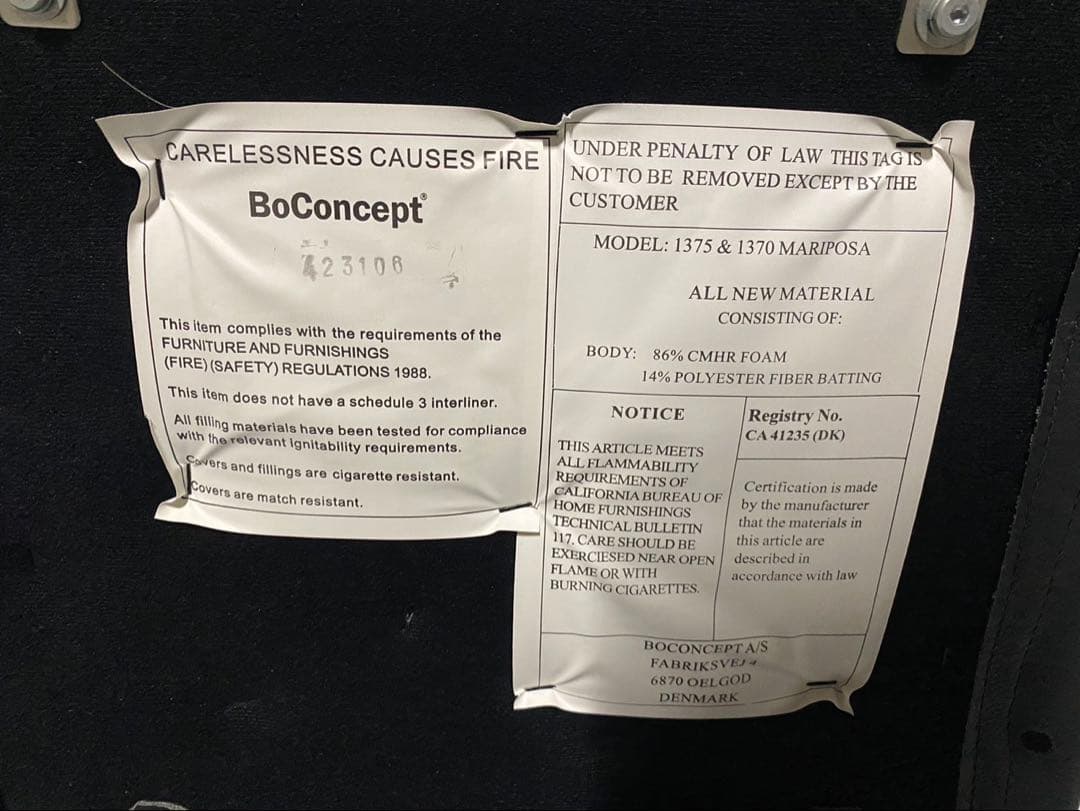 CARELESSNESS CAUSES FIRE
BoConcept®
423106
This item complies with the requirements of the
FURNITURE AND FURNISHINGS
(FIRE) (SAFETY) REGULATIONS 1988.
This item does not have a schedule 3 interliner.
All filling materials have been tested for compliance
with the relevant ignitability requirements.
Covers and fillings are cigarette resistant.
Covers are match resistant.
UNDER PENALTY OF LAW THIS TAG IS
NOT TO BE REMOVED EXCEPT BY THE
CUSTOMER
MODEL: 1375 & 1370 MARIPOSA
ALL NEW MATERIAL
CONSISTING OF:
BODY: 86% CMHR FOAM
14% POLYESTER FIBER BATTING
NOTICE
THIS ARTICLE MEETS
ALL FLAMMABILITY
REQUIREMENTS OF
CALIFORNIA BUREAU OF
HOME FURNISHINGS
TECHNICAL BULLETIN
117. CARE SHOULD BE
EXERCIESED NEAR OPEN
FLAME OR WITH
BURNING CIGARETTES.
Registry No.
CA 41235 (DK)
Certification is made
by the manufacturer
that the materials in
this article are
described in
accordance with law
BOCONCEPT A/S
FABRIKSVEJ 4
6870 OELGOD
DENMARK